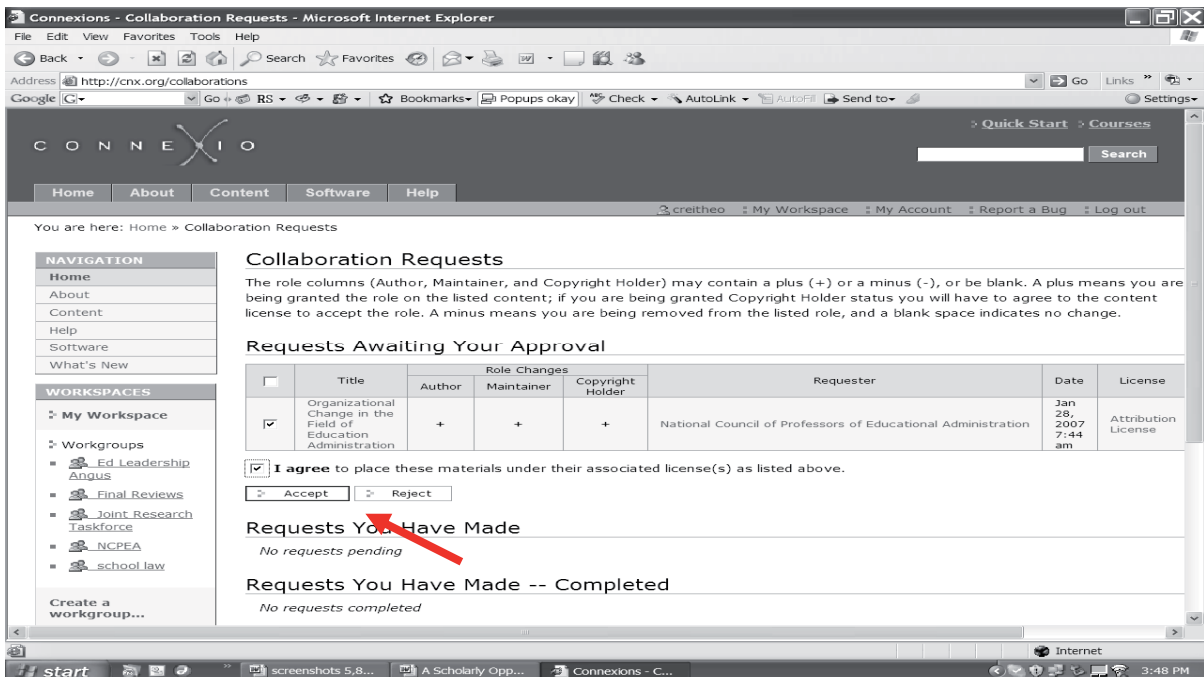 Connexions - Collaboration Requests - Microsoft Internet Explorer
File Edit View Favorites Tools Help
Back Search Favorites
Address http://cnx.org/collaborations Go Links »
Google G Go RS Bookmarks Popups okay Check AutoLink AutoFill Send to Settings
Quick Start Courses
CONNEXIO
Search
Home About Content Software Help
creitheo My Workspace My Account Report a Bug Log out
You are here: Home » Collaboration Requests
NAVIGATION
Home
About
Content
Help
Software
What's New
WORKSPACES
My Workspace
Workgroups
Ed Leadership
Angus
Final Reviews
Joint Research
Taskforce
NCPEA
school law
Create a
workgroup...
Collaboration Requests
The role columns (Author, Maintainer, and Copyright Holder) may contain a plus (+) or a minus (-), or be blank. A plus means you are
being granted the role on the listed content; if you are being granted Copyright Holder status you will have to agree to the content
license to accept the role. A minus means you are being removed from the listed role, and a blank space indicates no change.
Requests Awaiting Your Approval
Title Role Changes Requester Date License
Author Maintainer Copyright
Holder
Organizational
Change in the
Field of
Education
Administration
+ + + National Council of Professors of Educational Administration
Jan
28,
2007
7:44
am
Attribution
License
I agree to place these materials under their associated license(s) as listed above.
Accept Reject
Requests You Have Made
No requests pending
Requests You Have Made -- Completed
No requests completed
Internet
start » screenshots 5,8... A Scholarly Opp... Connexions - C... 3:48 PM